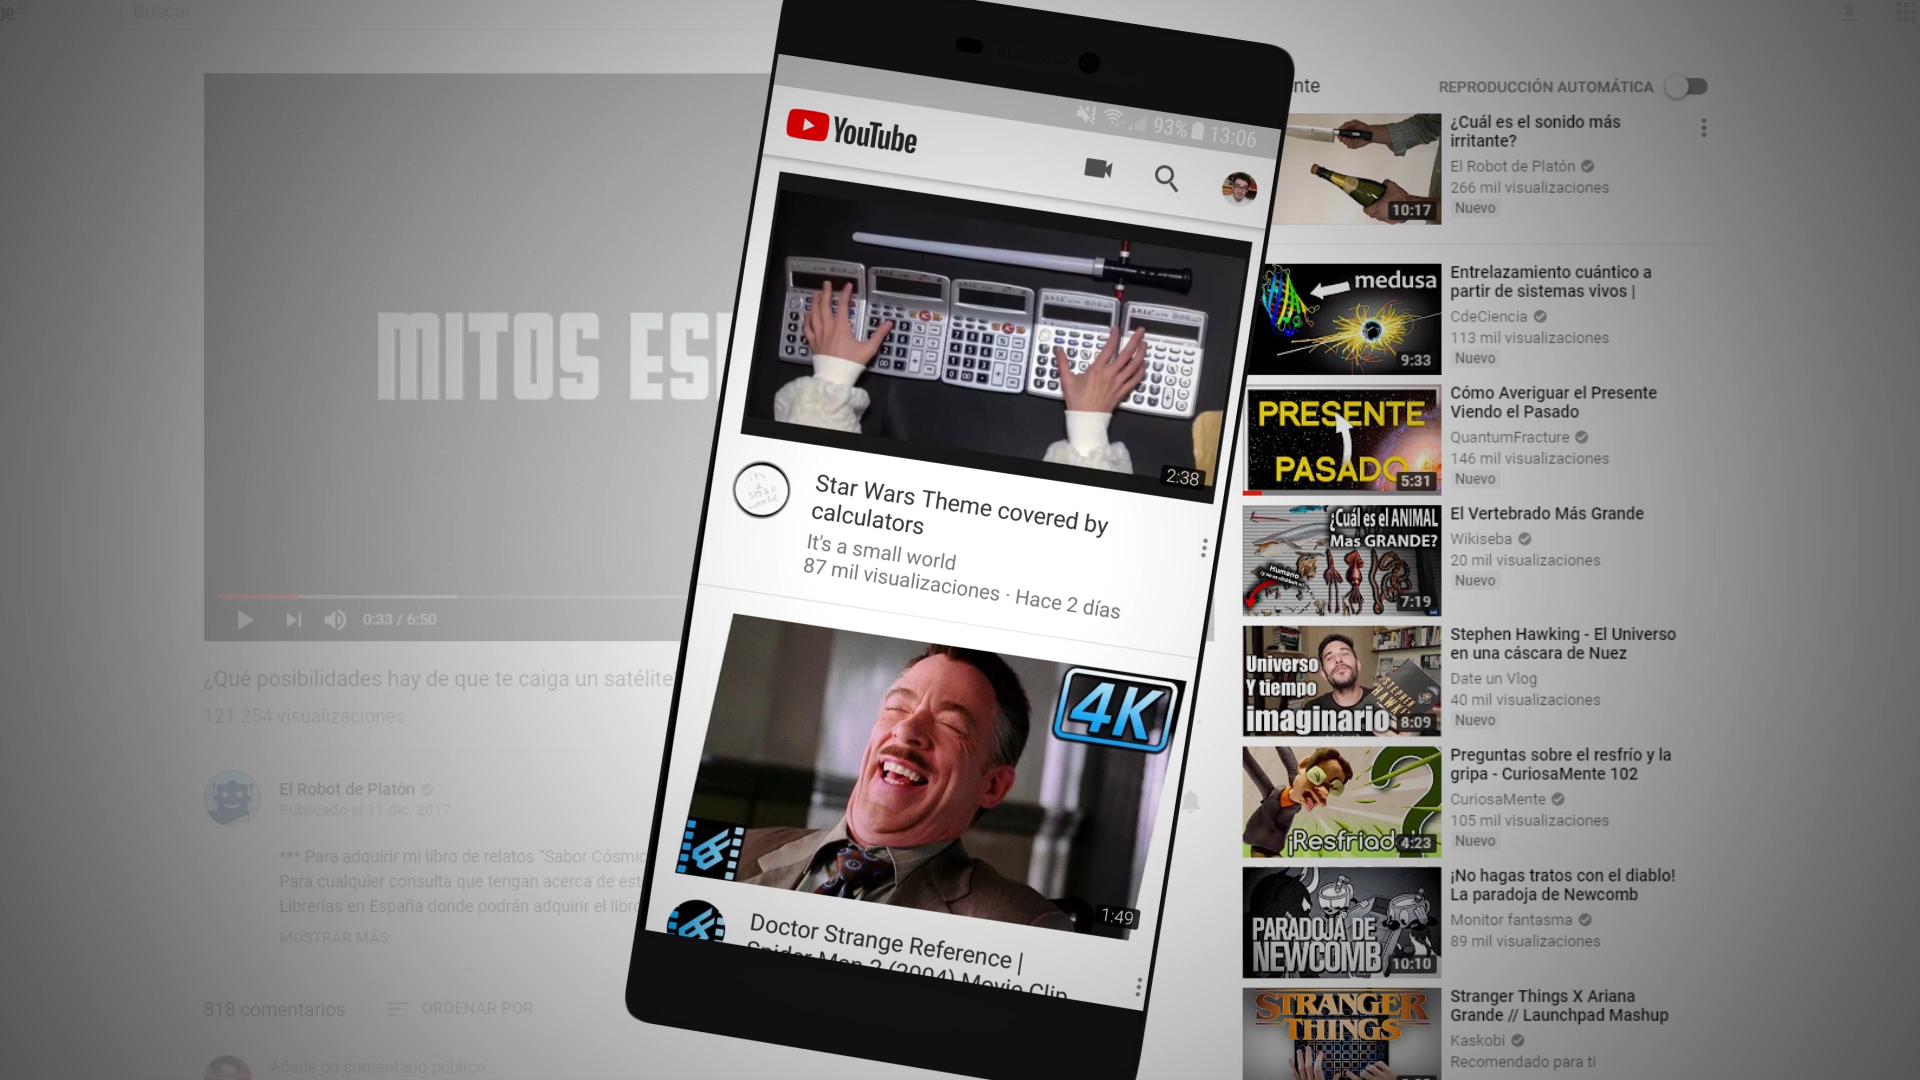 Buscar
MITOS ESP
0:33 / 6:50
¿Qué posibilidades hay de que te caiga un satélite
121.254 visualizaciones
El Robot de Platón
Publicado el 11 dic. 2017
*** Para adquirir mi libro de relatos “Sabor Cósmic
Para cualquier consulta que tengan acerca de est
Librerías en España donde podrán adquirir el libro
MOSTRAR MÁS
818 comentarios
ORDENAR POR
Añade un comentario público...
93% 13:06
YouTube
2:38
Star Wars Theme covered by
calculators
It's a small world
87 mil visualizaciones · Hace 2 días
4K
1:49
Doctor Strange Reference |
Spider Man 2 (2004) Movie Clip
nte
REPRODUCCIÓN AUTOMÁTICA
10:17
¿Cuál es el sonido más
irritante?
El Robot de Platón
266 mil visualizaciones
Nuevo
medusa
9:33
Entrelazamiento cuántico a
partir de sistemas vivos |
CdeCiencia
113 mil visualizaciones
Nuevo
PRESENTE
PASADO
5:31
Cómo Averiguar el Presente
Viendo el Pasado
QuantumFracture
146 mil visualizaciones
Nuevo
¿Cuál es el ANIMAL
Mas GRANDE?
Humano
7:19
El Vertebrado Más Grande
Wikiseba
20 mil visualizaciones
Nuevo
Universo
Y tiempo
imaginario
STEPHEN
HAWKING
8:09
Stephen Hawking - El Universo
en una cáscara de Nuez
Date un Vlog
40 mil visualizaciones
Nuevo
?
¡Resfriad
4:23
Preguntas sobre el resfrío y la
gripa - CuriosaMente 102
CuriosaMente
105 mil visualizaciones
Nuevo
PARADOJA DE
NEWCOMB
10:10
¡No hagas tratos con el diablo!
La paradoja de Newcomb
Monitor fantasma
89 mil visualizaciones
STRANGER
THINGS
Stranger Things X Ariana
Grande // Launchpad Mashup
Kaskobi
Recomendado para ti